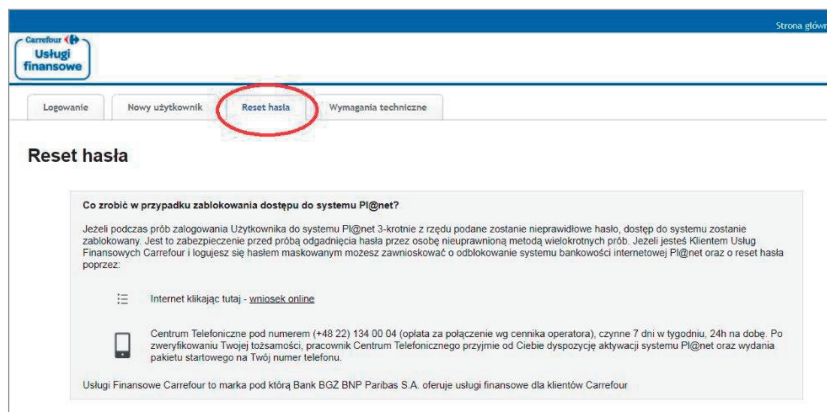 Strona główn
Carrefour
Usługi
finansowe
Logowanie Nowy użytkownik Reset hasła Wymagania techniczne
Reset hasła
Co zrobić w przypadku zablokowania dostępu do systemu Pl@net?
Jeżeli podczas prób zalogowania Użytkownika do systemu Pl@net 3-krotnie z rzędu podane zostanie nieprawidłowe hasło, dostęp do systemu zostanie
zablokowany. Jest to zabezpieczenie przed próbą odgadnięcia hasła przez osobę nieuprawnioną metodą wielokrotnych prób. Jeżeli jesteś Klientem Usług
Finansowych Carrefour i logujesz się hasłem maskowanym możesz zawnioskować o odblokowanie systemu bankowości internetowej Pl@net oraz o reset hasła
poprzez:
Internet klikając tutaj - wniosek online
Centrum Telefoniczne pod numerem (+48 22) 134 00 04 (opłata za połączenie wg cennika operatora), czynne 7 dni w tygodniu, 24h na dobę. Po
zweryfikowaniu Twojej tożsamości, pracownik Centrum Telefonicznego przyjmie od Ciebie dyspozycję aktywacji systemu Pl@net oraz wydania
pakietu startowego na Twój numer telefonu.
Usługi Finansowe Carrefour to marka pod którą Bank BGŻ BNP Paribas S.A. oferuje usługi finansowe dla klientów Carrefour